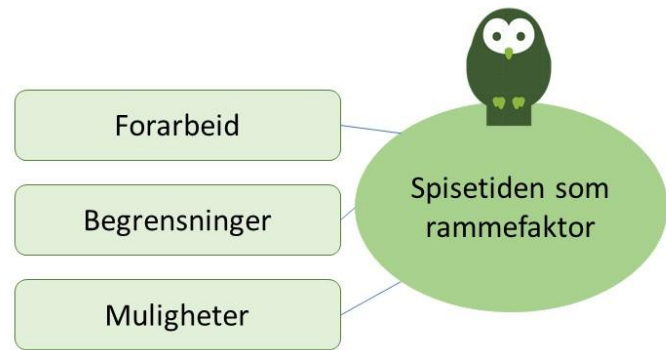 Forarbeid
Begrensninger
Muligheter
Spisetiden som
rammefaktor